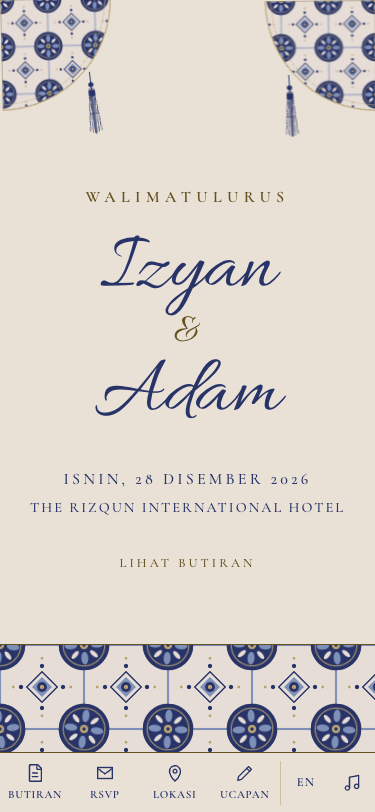 WALIMATULURUS
Izyan
&
Adam
ISNIN, 28 DISEMBER 2026
THE RIZQUN INTERNATIONAL HOTEL
LIHAT BUTIRAN
BUTIRAN RSVP LOKASI UCAPAN EN